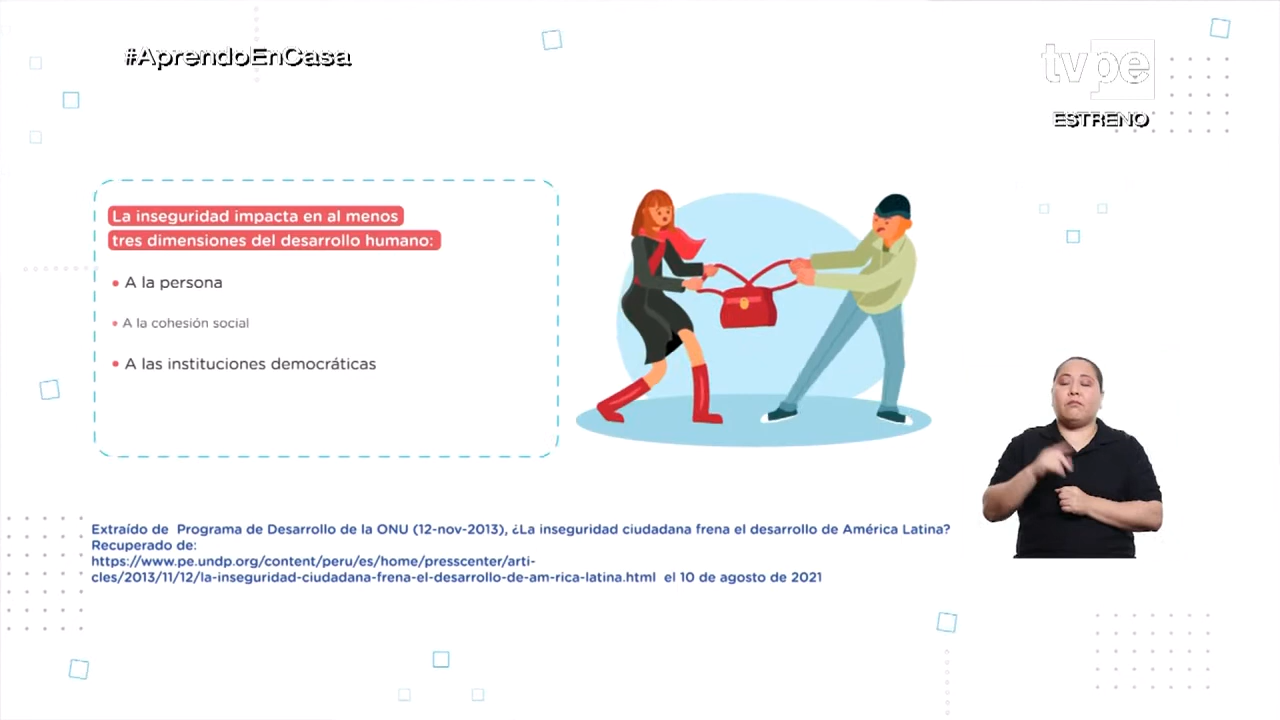 #AprendoEnCasa
tvpe
ESTRENO
La inseguridad impacta en al menos
tres dimensiones del desarrollo humano:
• A la persona
• A la cohesión social
• A las instituciones democráticas
Extraído de Programa de Desarrollo de la ONU (12-nov-2013), ¿La inseguridad ciudadana frena el desarrollo de América Latina?
Recuperado de:
https://www.pe.undp.org/content/peru/es/home/presscenter/arti-
cles/2013/11/12/la-inseguridad-ciudadana-frena-el-desarrollo-de-am-rica-latina.html el 10 de agosto de 2021